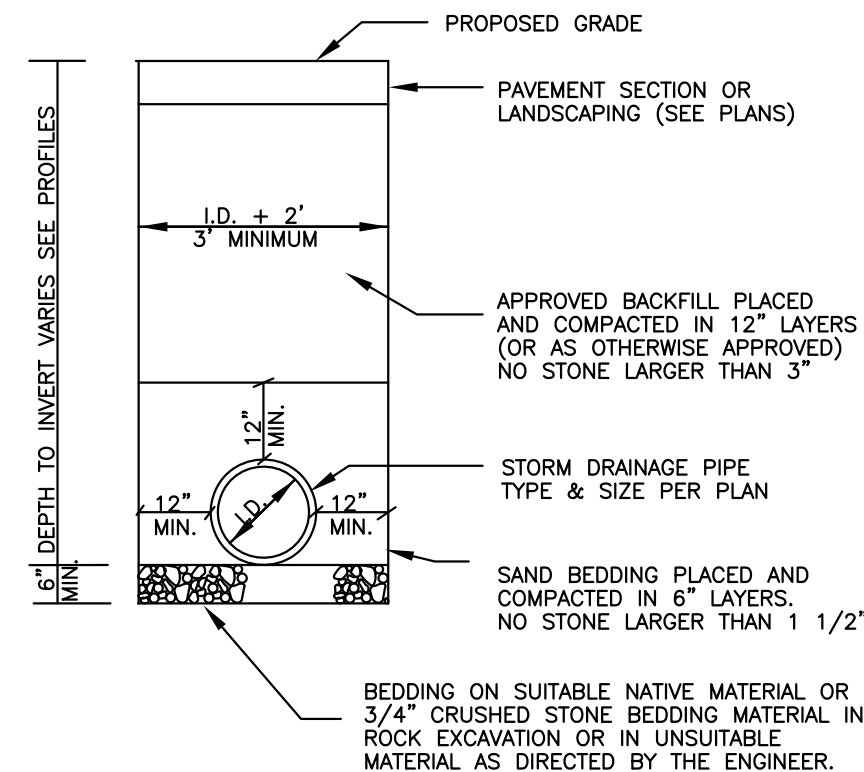 PROPOSED GRADE
PAVEMENT SECTION OR
LANDSCAPING (SEE PLANS)
DEPTH TO INVERT VARIES SEE PROFILES
I.D. + 2'
3' MINIMUM
APPROVED BACKFILL PLACED
AND COMPACTED IN 12" LAYERS
(OR AS OTHERWISE APPROVED)
NO STONE LARGER THAN 3"
12"
MIN.
STORM DRAINAGE PIPE
TYPE & SIZE PER PLAN
12"
MIN.
I.D.
12"
MIN.
6"
MIN.
SAND BEDDING PLACED AND
COMPACTED IN 6" LAYERS.
NO STONE LARGER THAN 1 1/2"
BEDDING ON SUITABLE NATIVE MATERIAL OR
3/4" CRUSHED STONE BEDDING MATERIAL IN
ROCK EXCAVATION OR IN UNSUITABLE
MATERIAL AS DIRECTED BY THE ENGINEER.